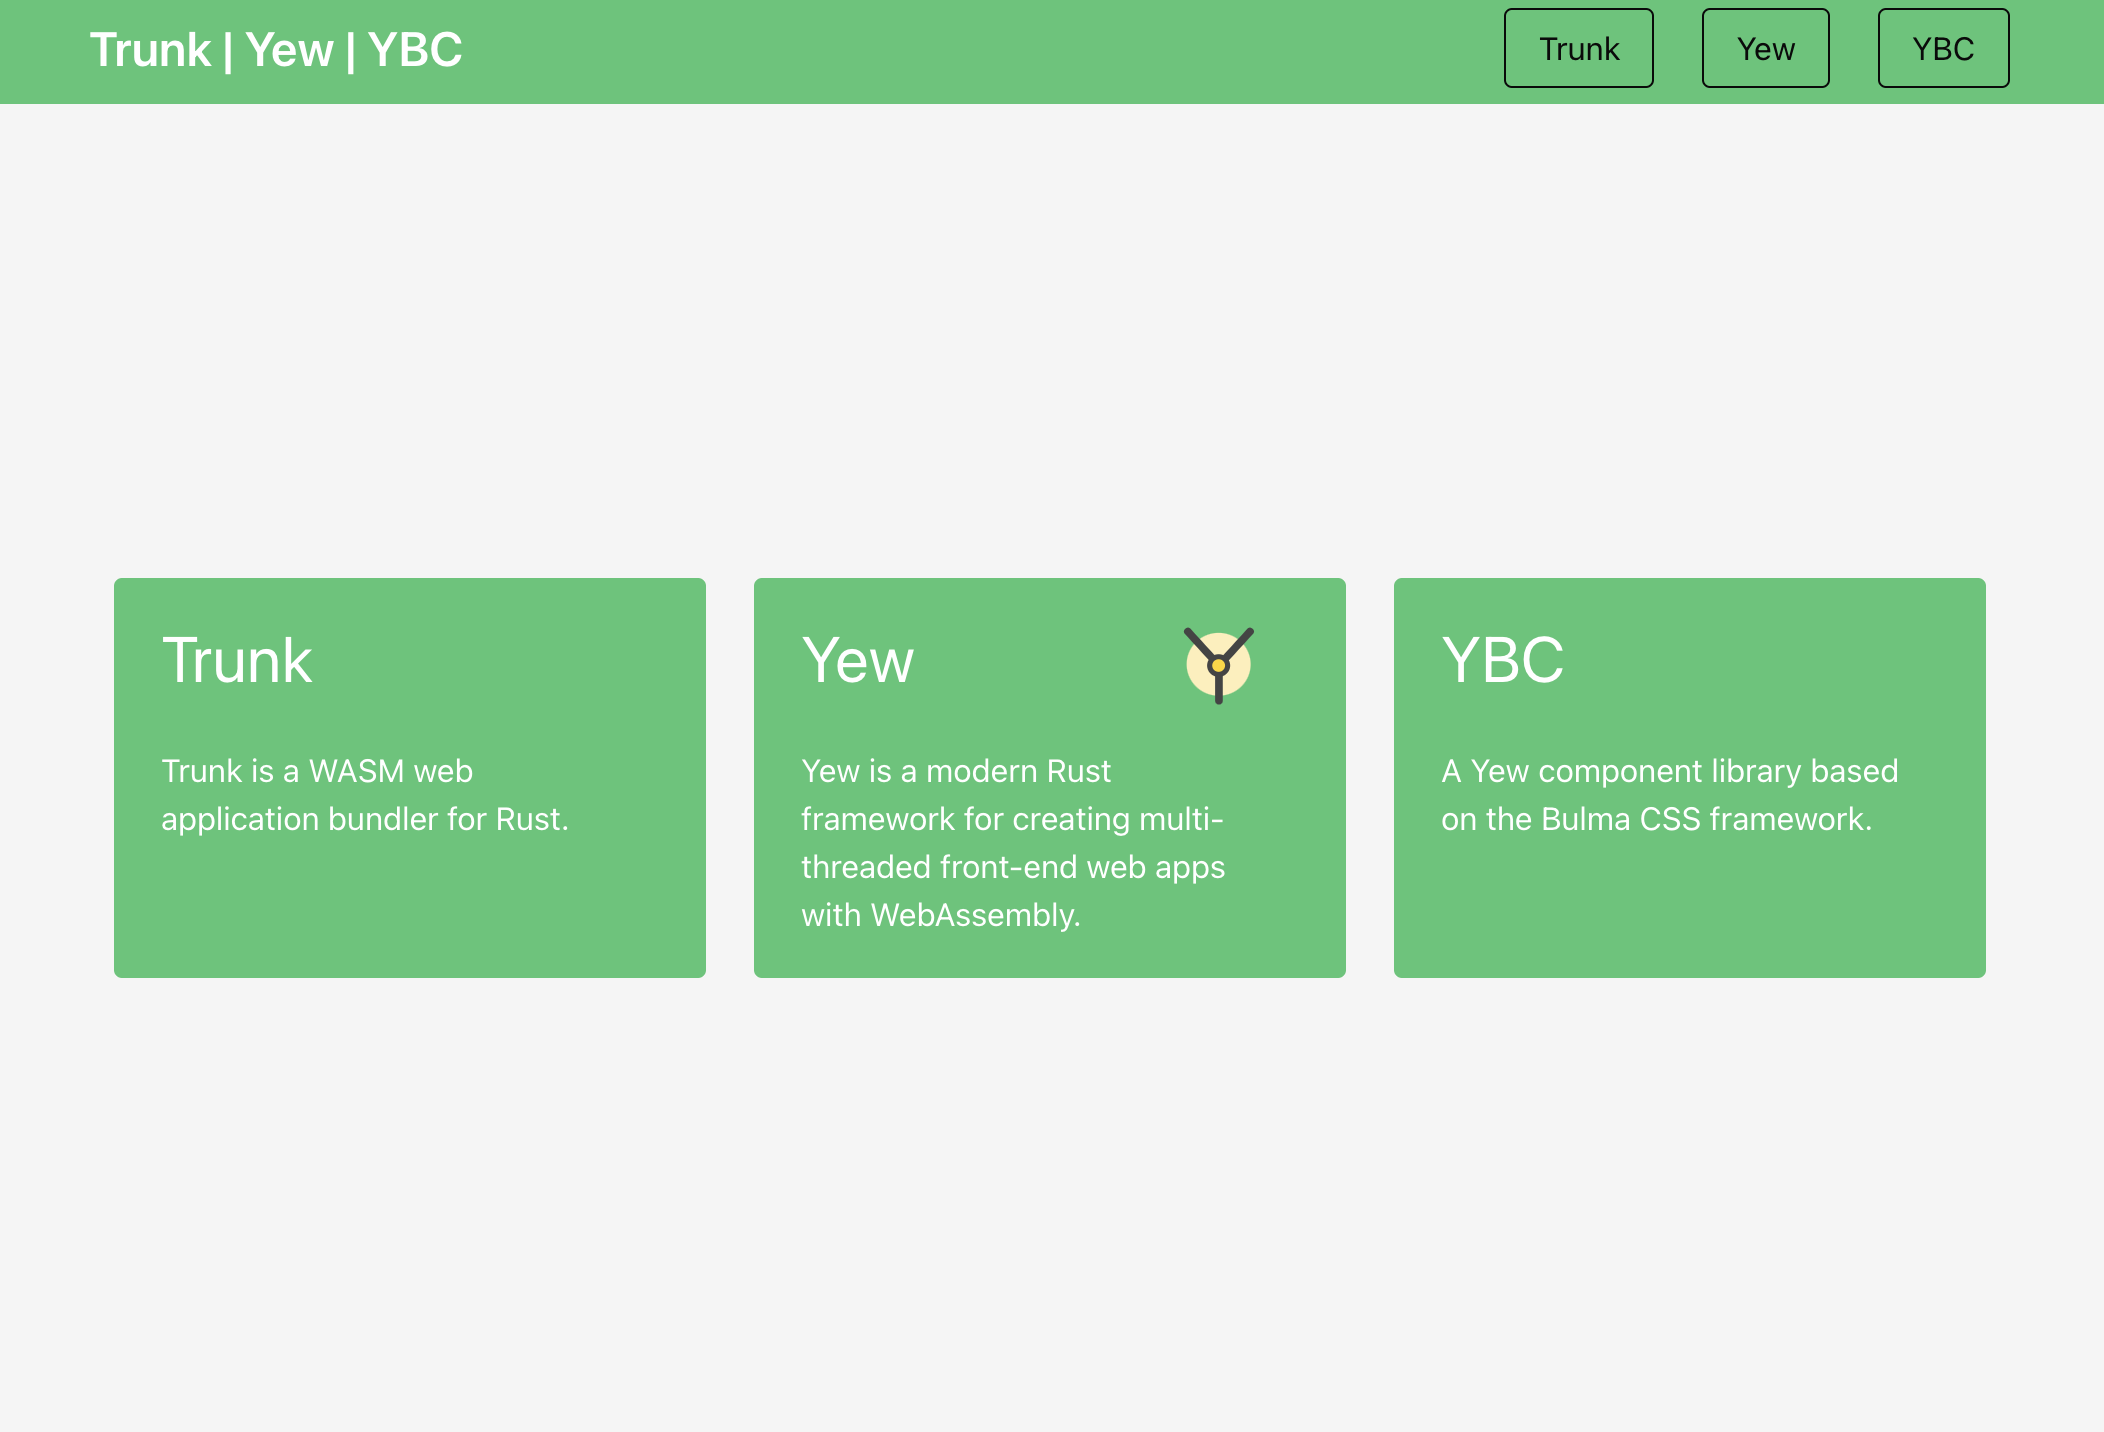 Trunk | Yew | YBC
Trunk
Yew
YBC
Trunk
Trunk is a WASM web
application bundler for Rust.
Yew
Yew is a modern Rust
framework for creating multi-
threaded front-end web apps
with WebAssembly.
YBC
A Yew component library based
on the Bulma CSS framework.